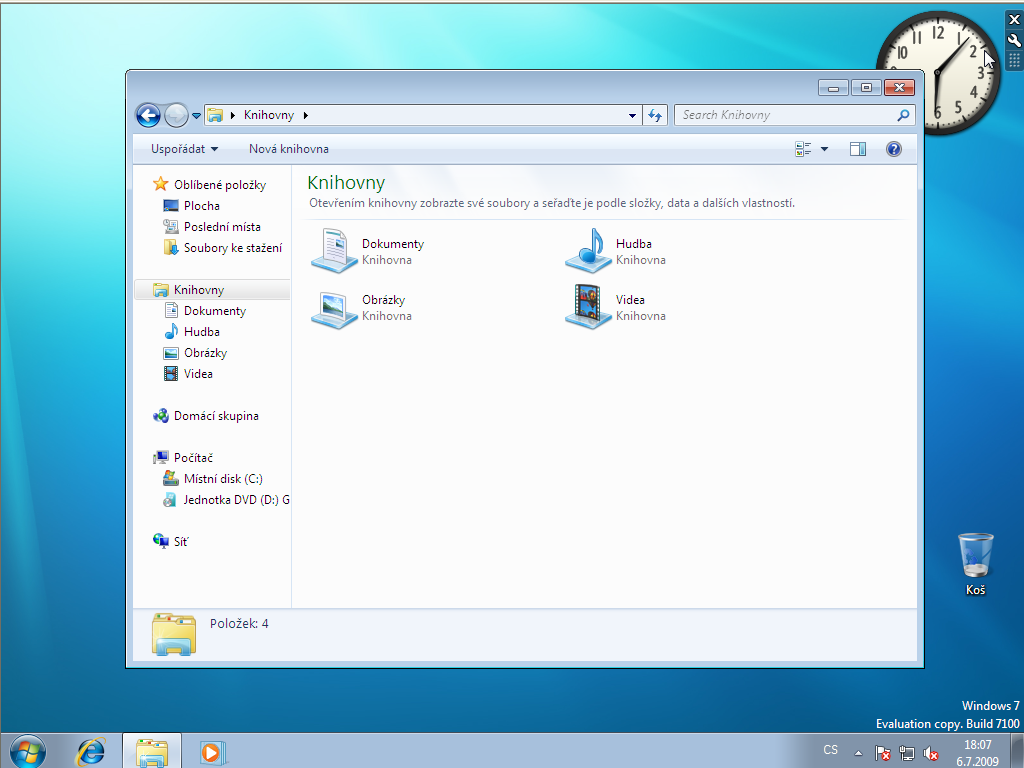 12
11
1
10
2
9
3
4
5
6
Knihovny
Search Knihovny
Uspořádat
Nová knihovna
Oblíbené položky
Plocha
Poslední místa
Soubory ke stažení
Knihovny
Dokumenty
Hudba
Obrázky
Videa
Domácí skupina
Počítač
Místní disk (C:)
Jednotka DVD (D:) G
Síť
Knihovny
Otevřením knihovny zobrazte své soubory a seřaďte je podle složky, data a dalších vlastností.
Dokumenty
Knihovna
Hudba
Knihovna
Obrázky
Knihovna
Videa
Knihovna
Položek: 4
Koš
Windows 7
Evaluation copy. Build 7100
CS
18:07
6.7.2009